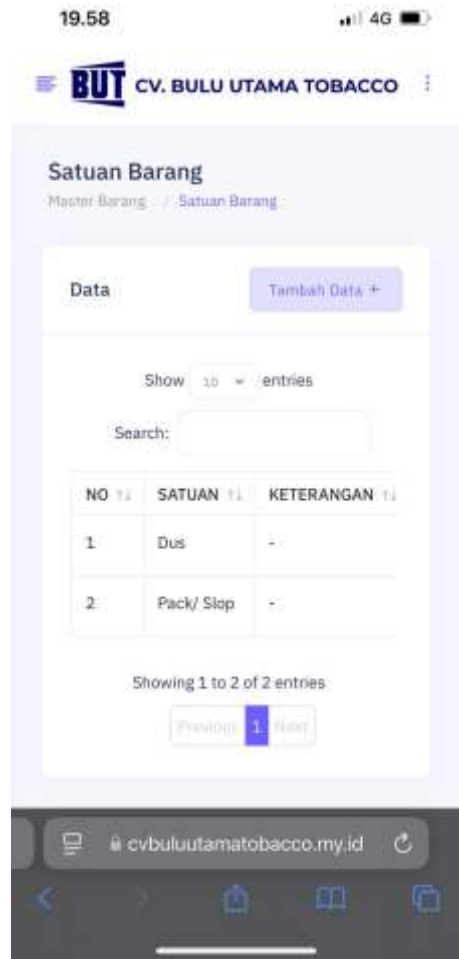 19.58 4G
BUT CV. BULU UTAMA TOBACCO
Satuan Barang
Master Barang / Satuan Barang
Data Tambah Data +
Show 10 entries
Search:
NO SATUAN KETERANGAN
1 Dus -
2 Pack/ Slop -
Showing 1 to 2 of 2 entries
Previous 1 Next
cvbuluutamatobacco.my.id